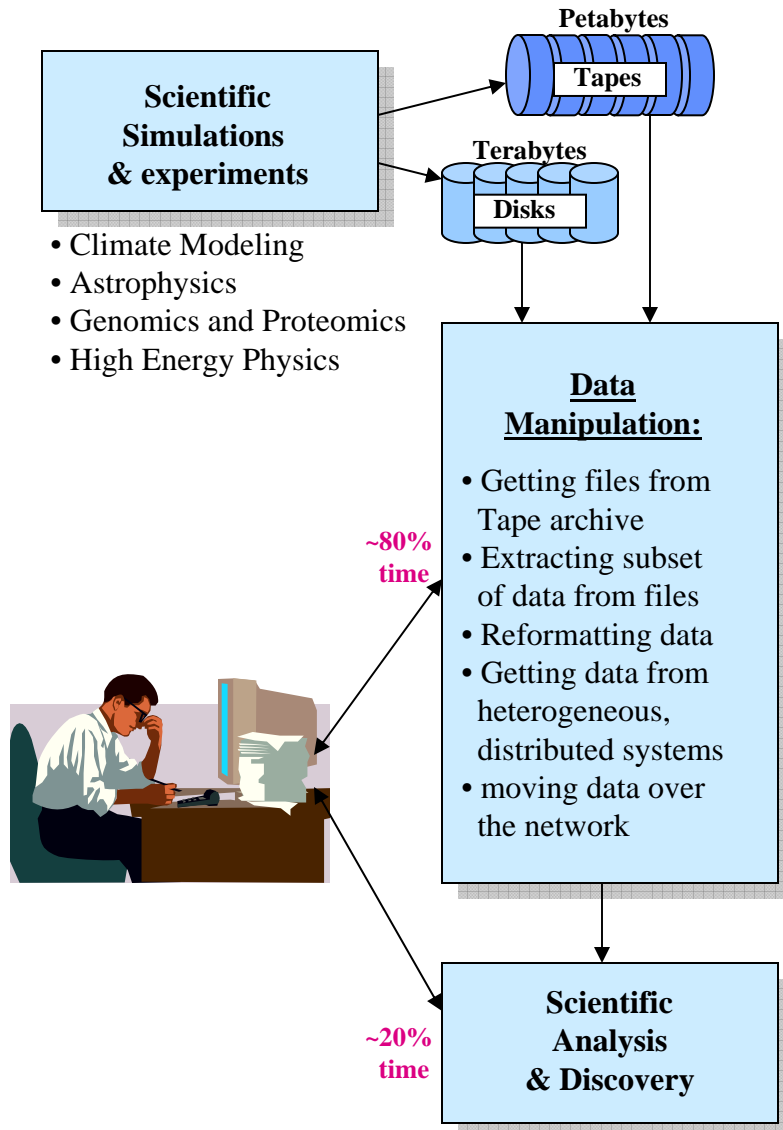 Petabytes
Tapes
Scientific
Simulations
& experiments
Terabytes
Disks
• Climate Modeling
• Astrophysics
• Genomics and Proteomics
• High Energy Physics
Data
Manipulation:
• Getting files from
Tape archive
• Extracting subset
of data from files
• Reformatting data
• Getting data from
heterogeneous,
distributed systems
• moving data over
the network
~80%
time
~20%
time
Scientific
Analysis
& Discovery